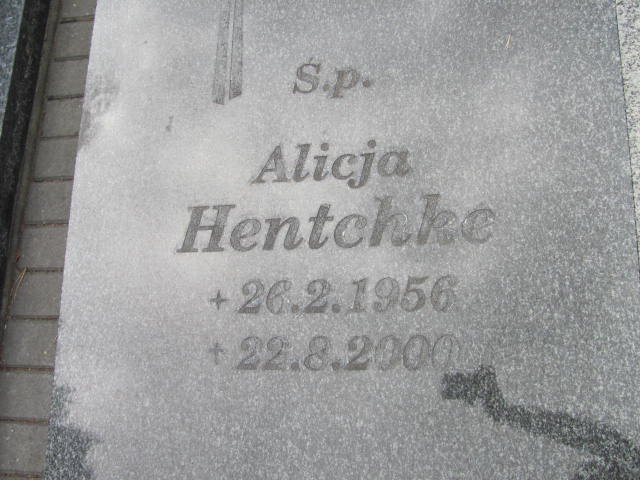 S.p.
Alicja
Hentchke
+ 26.2.1956
+ 22.8.2000